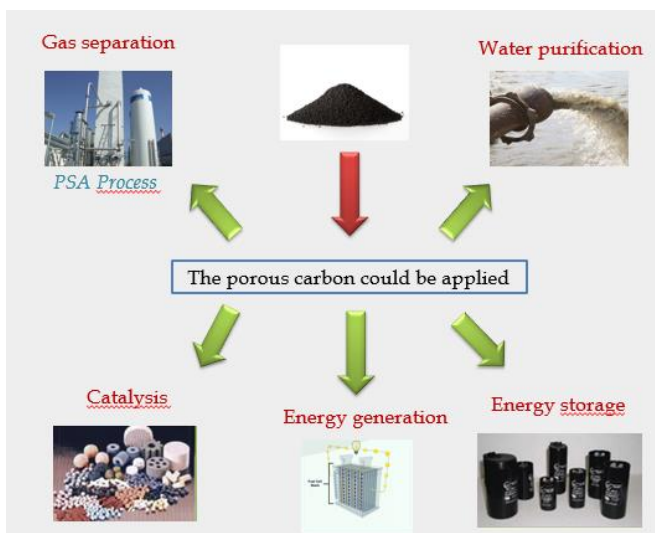 Gas separation
Water purification
PSA Process
The porous carbon could be applied
Catalysis
Energy generation
Energy storage